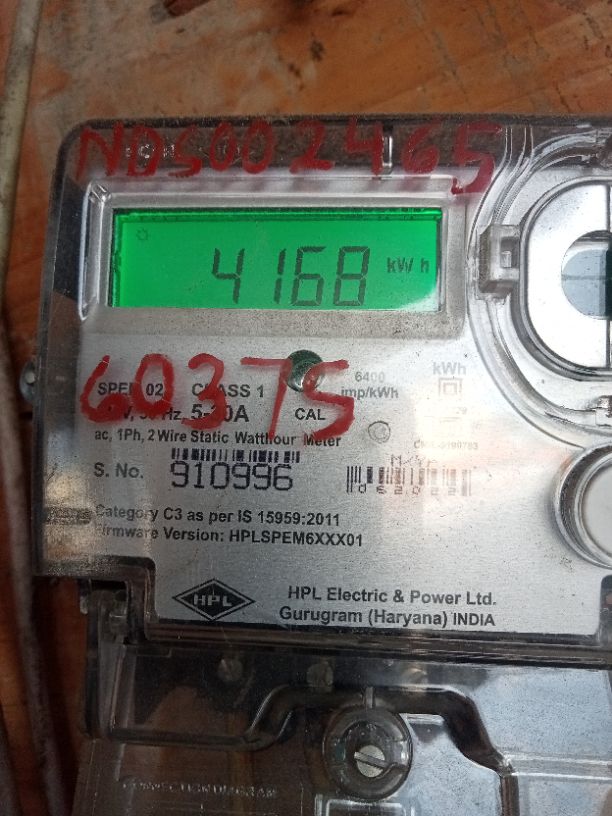 NDS002465
4168 kWh
60375
CLASS 1
6400
imp/kWh
kWh
CAL
ac, 1Ph, 2 Wire Static Watthour Meter
S. No. 910996
Category C3 as per IS 15959:2011
Firmware Version: HPLSPEM6XXX01
HPL
HPL Electric & Power Ltd.
Gurugram (Haryana) INDIA
CONNECTION DIAGRAM